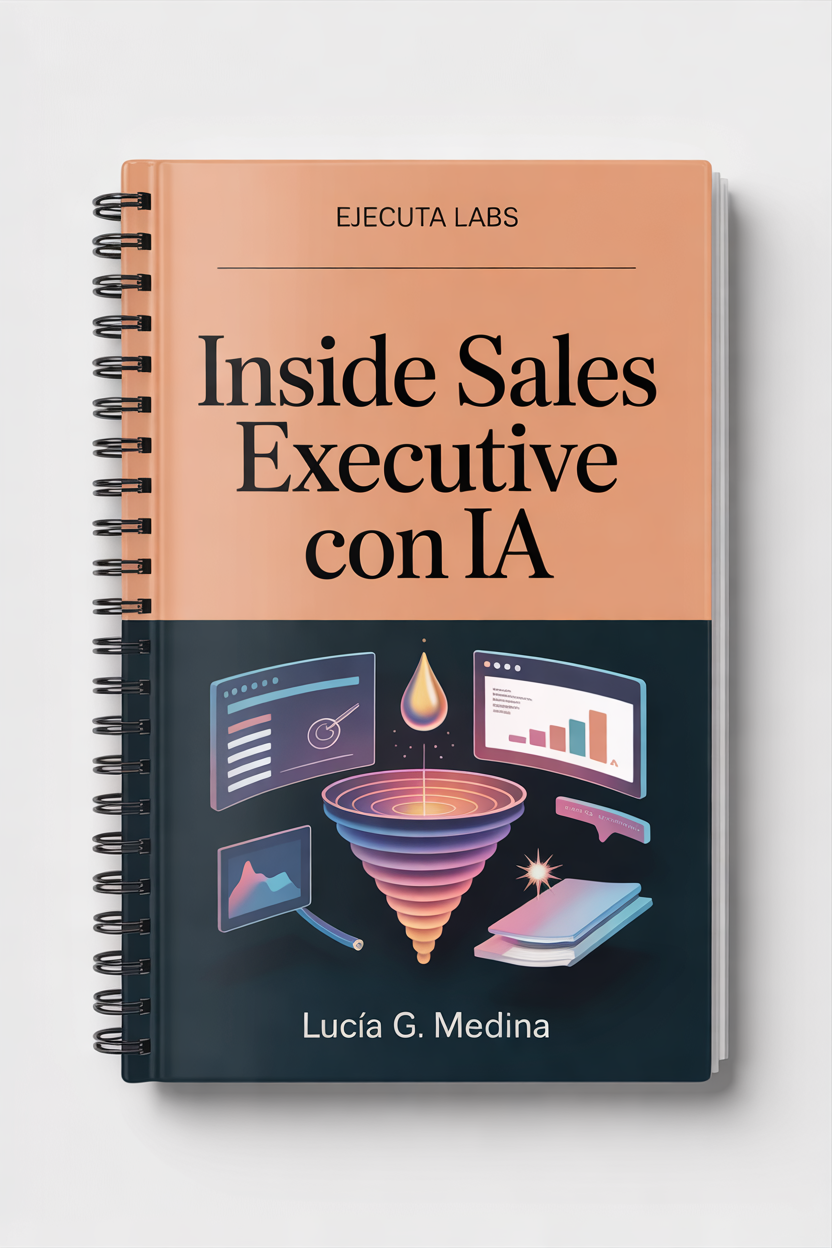 EJECUTA LABS
Inside Sales
Executive
con IA
Lucía G. Medina